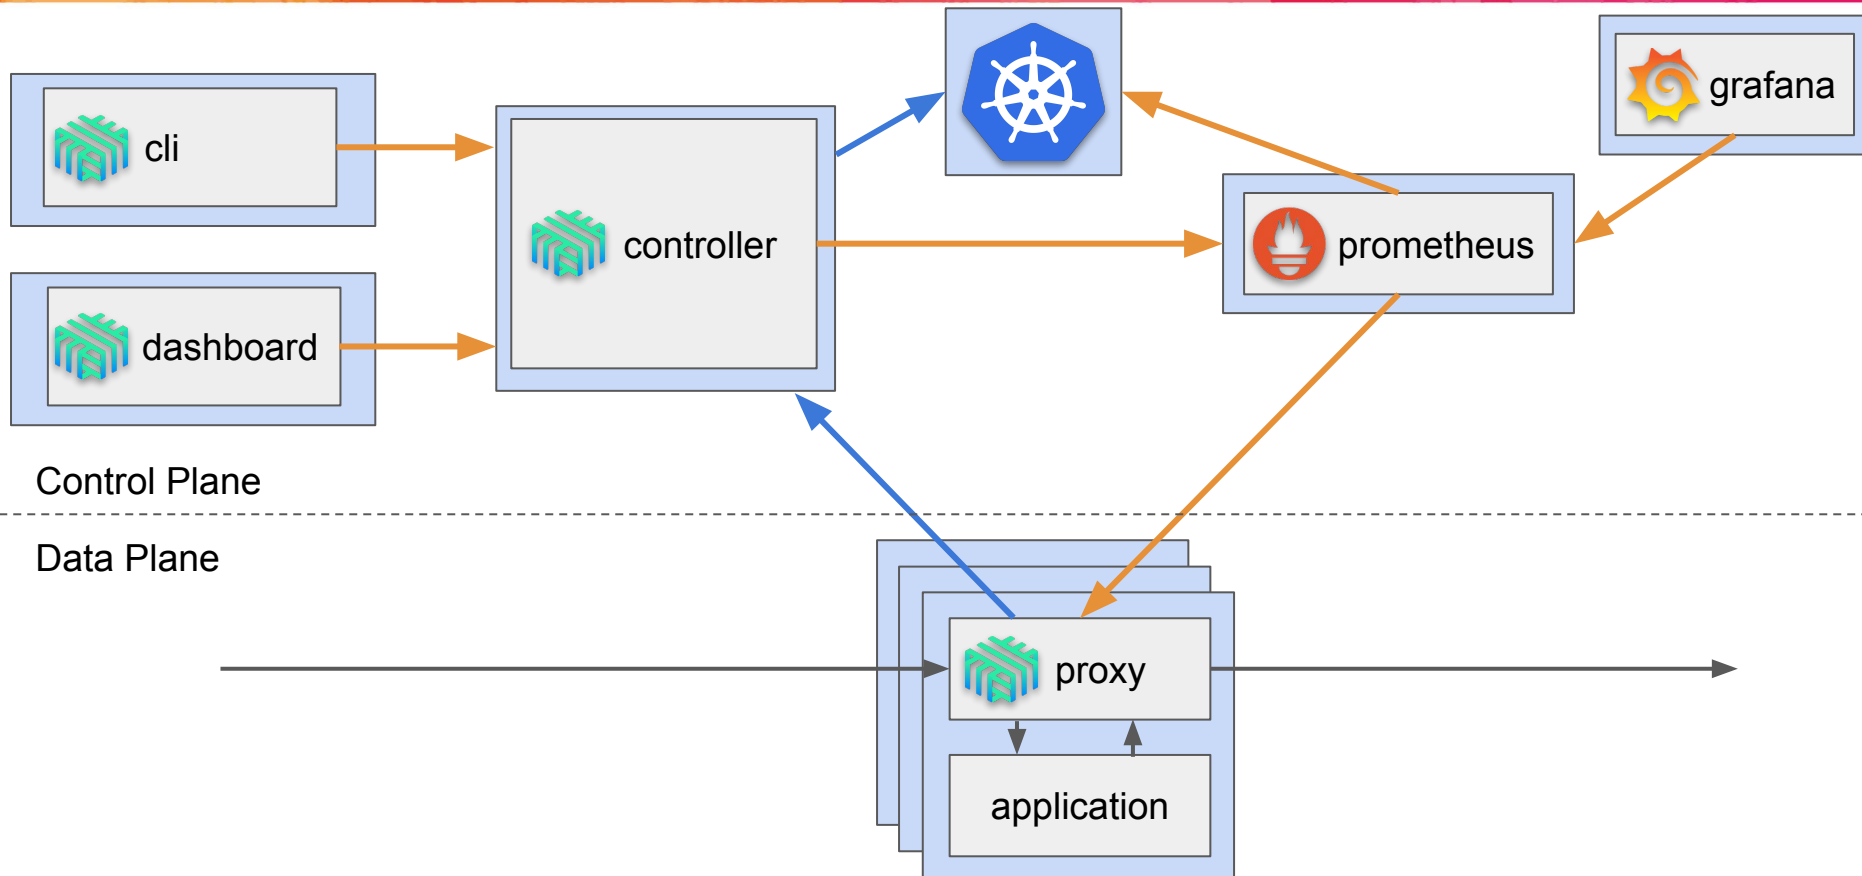 cli
grafana
controller
prometheus
dashboard
Control Plane
Data Plane
proxy
application